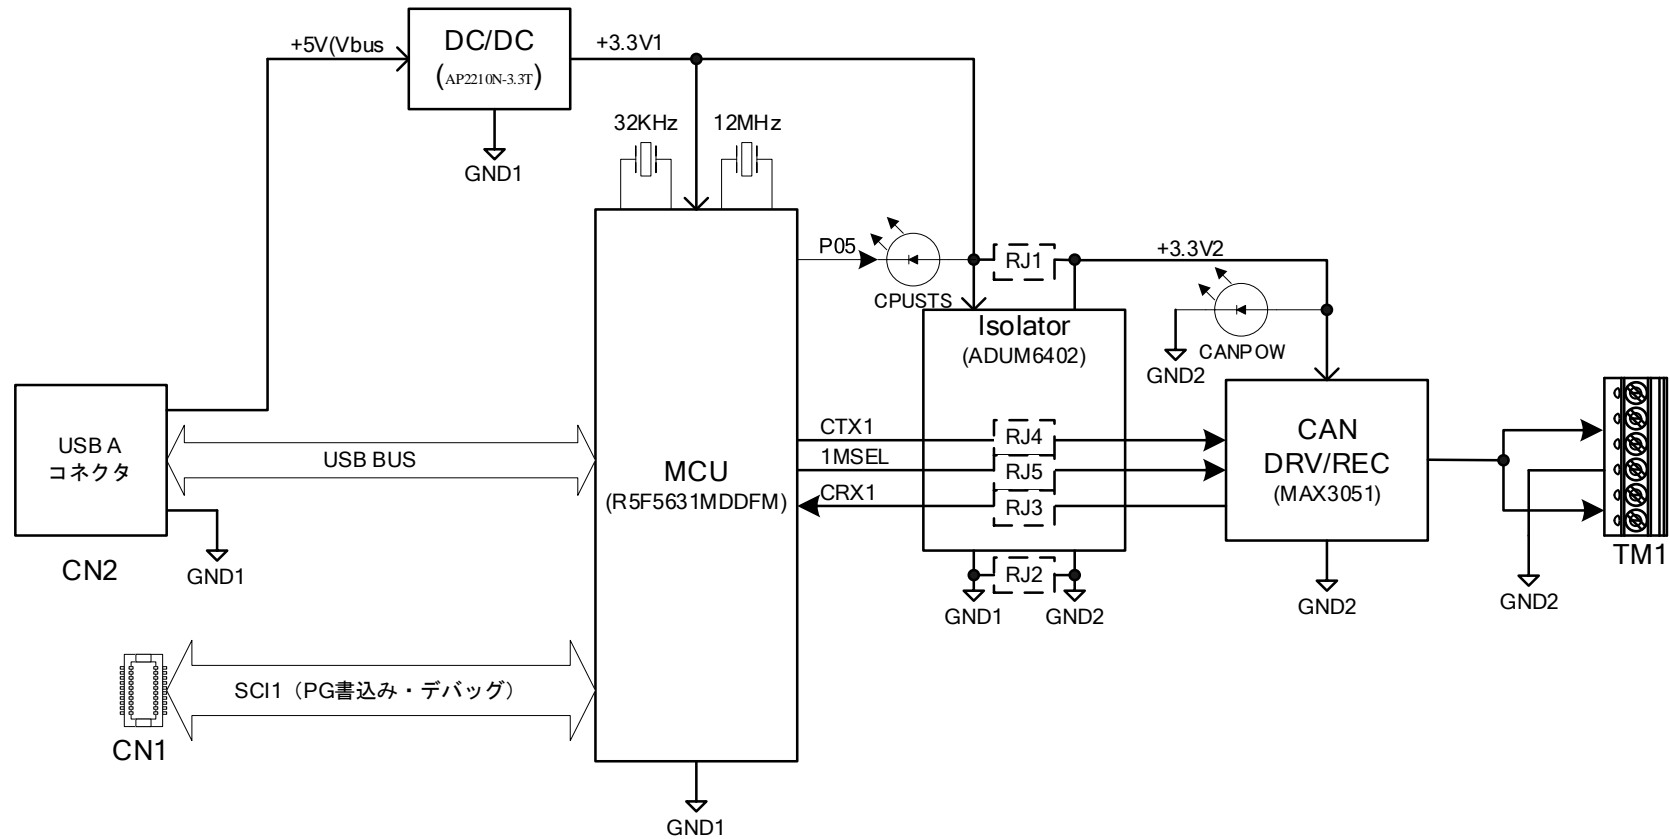 DC/DC
(AP2210N-3.3T)
+5V(Vbus
+3.3V1
GND1
32KHz
12MHz
P05
CPUSTS
RJ1
+3.3V2
Isolator
(ADUM6402)
CANPOW
GND2
USB A
コネクタ
CN2
GND1
USB BUS
MCU
(R5F5631MDDFM)
CTX1
1MSEL
CRX1
RJ4
RJ5
RJ3
CAN
DRV/REC
(MAX3051)
TM1
RJ2
GND1
GND2
GND2
GND2
SCI1（PG書込み・デバッグ）
CN1
GND1